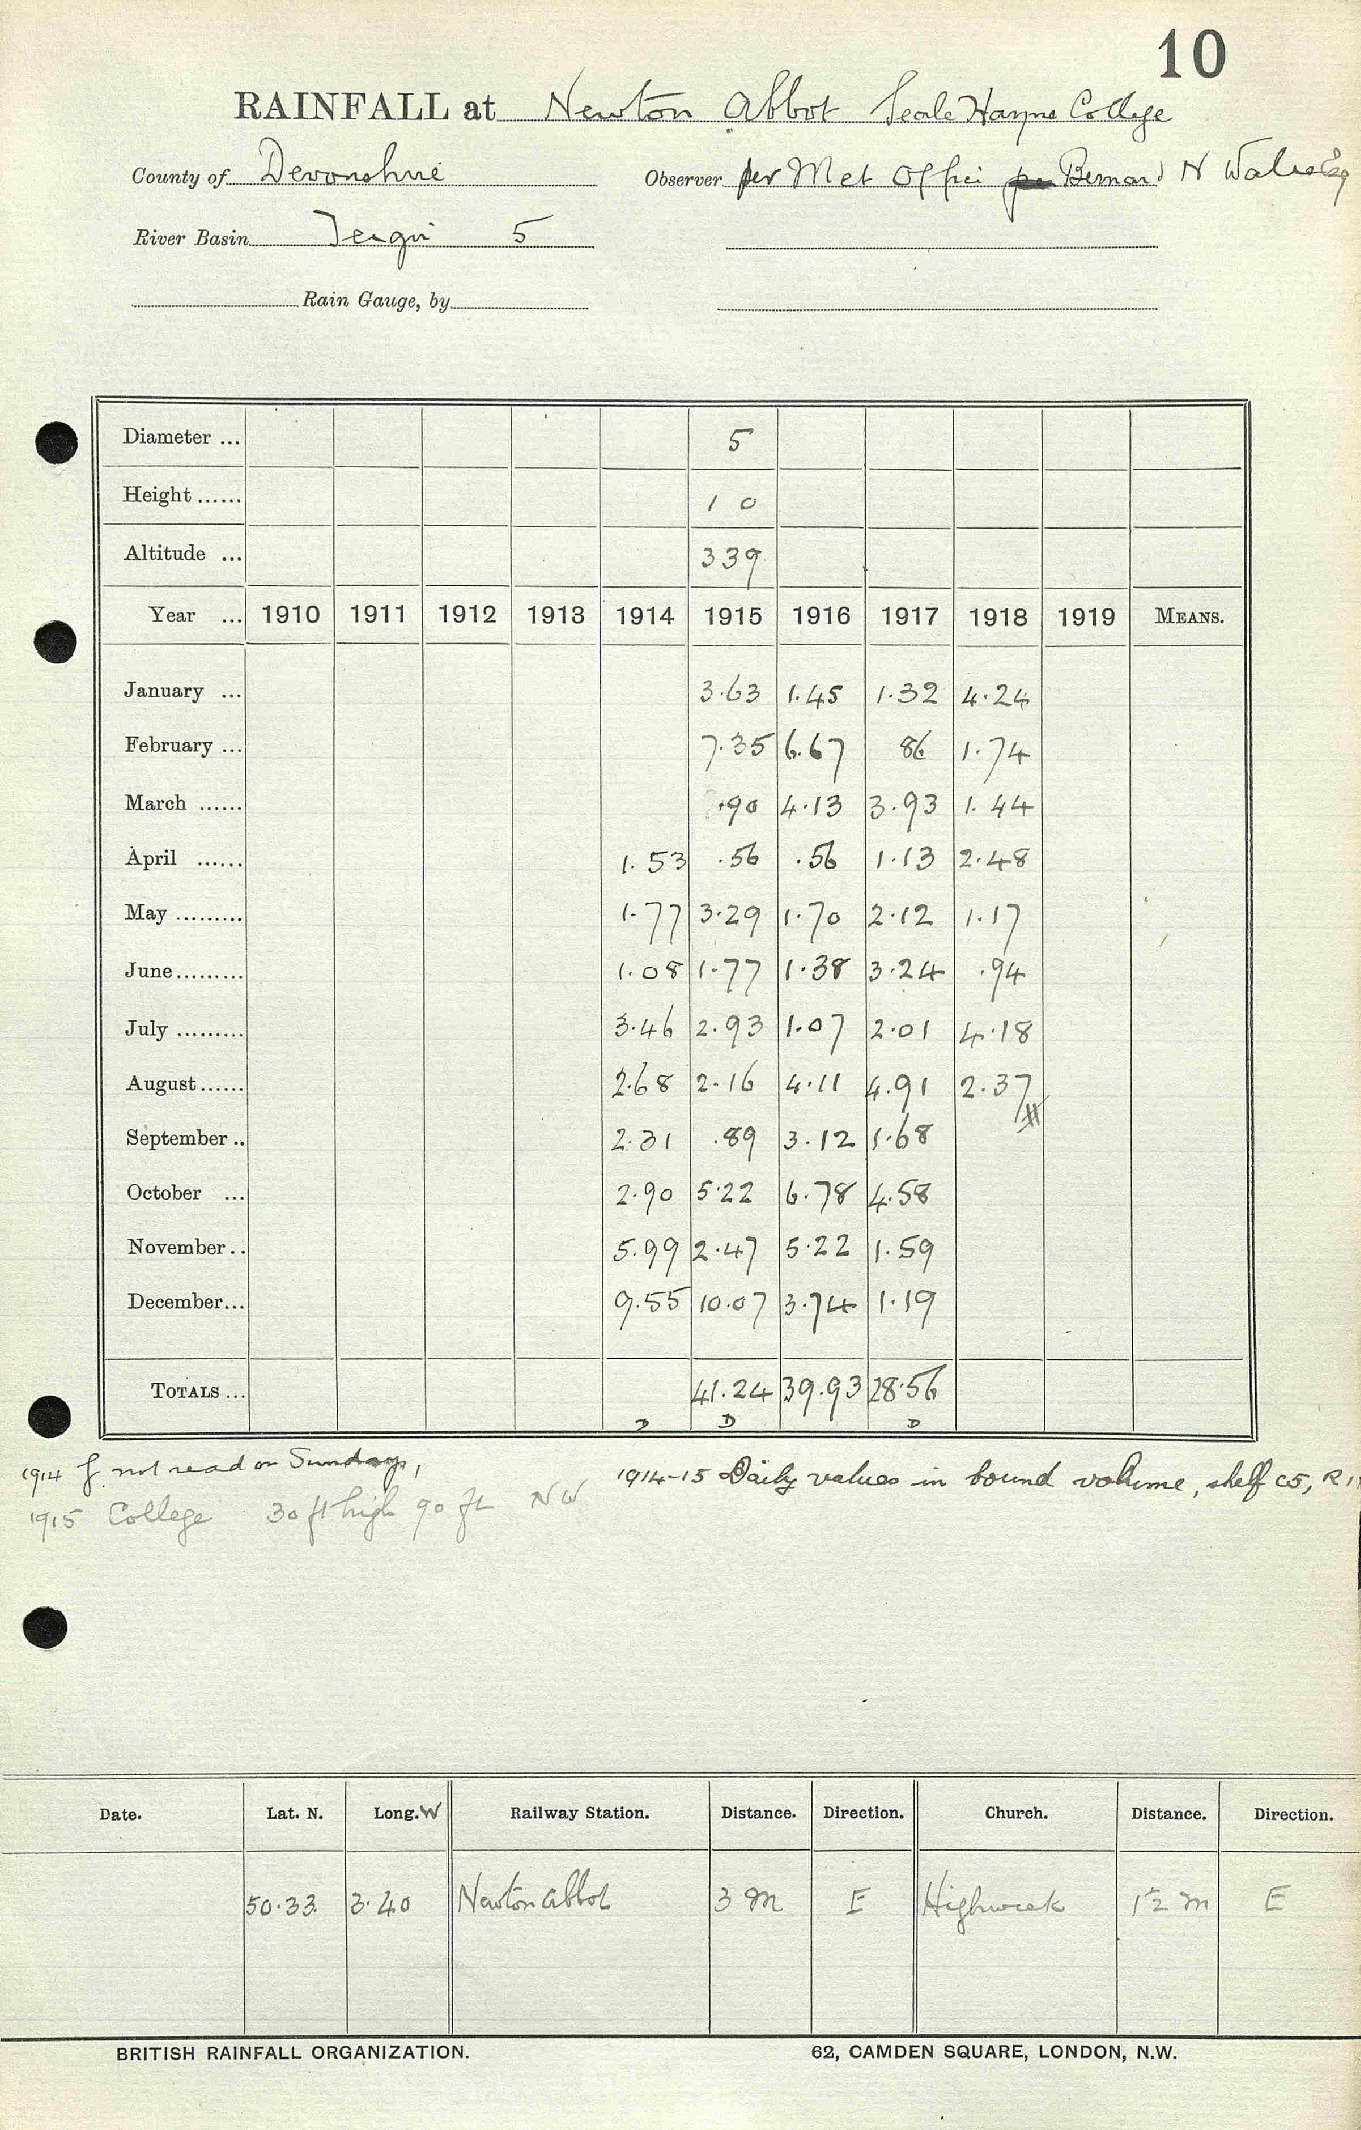 10
RAINFALL at Newton Abbot Seale Hayne College
County of Devonshire Observer per Met Office Bernard N Wales Esq
River Basin Teign 5
Rain Gauge, by
Diameter ... 5
Height ...... 1 0
Altitude ... 339
Year ... 1910 1911 1912 1913 1914 1915 1916 1917 1918 1919 MEANS.
January ... 3.63 1.45 1.32 4.24
February ... 7.35 6.67 86 1.74
March ...... .90 4.13 3.93 1.44
April ...... 1.53 .56 .56 1.13 2.48
May ......... 1.77 3.29 1.70 2.12 1.17
June ......... 1.08 1.77 1.38 3.24 .94
July ......... 3.46 2.93 1.07 2.01 4.18
August ...... 2.68 2.16 4.11 4.91 2.37
September .. 2.31 .89 3.12 1.68
October ... 2.90 5.22 6.78 4.58
November .. 5.99 2.47 5.22 1.59
December ... 9.55 10.07 3.74 1.19
TOTALS ... 41.24 39.93 28.56
D D D
1914 not read on Sundays, 1914-15 Daily values in bound volume, shelf C5, R
1915 College 30 ft high 90 ft NW
Date. Lat. N. Long. W Railway Station. Distance. Direction. Church. Distance. Direction.
50.33 3.40 Newton Abbot 3 m E Highweek 1½ m E
BRITISH RAINFALL ORGANIZATION. 62, CAMDEN SQUARE, LONDON, N.W.